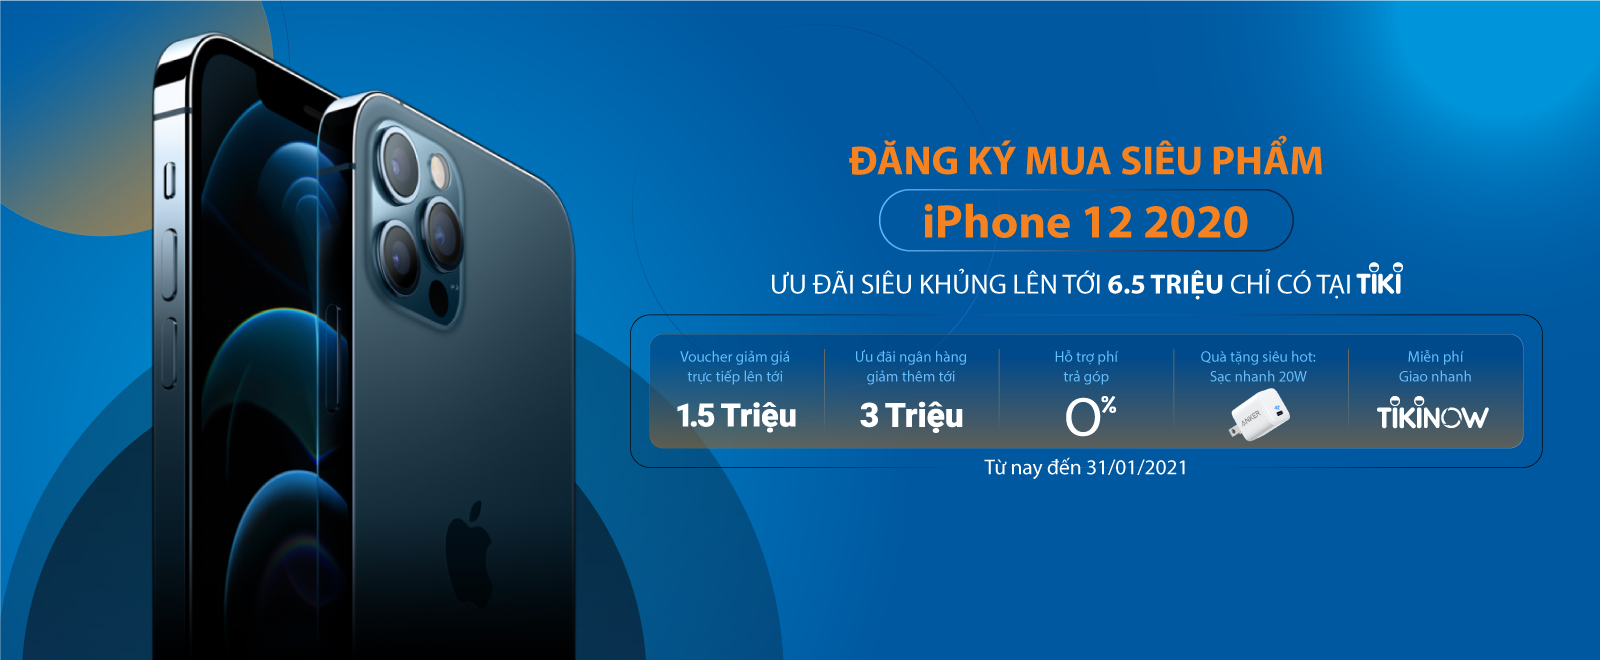 ĐĂNG KÝ MUA SIÊU PHẨM
iPhone 12 2020
ƯU ĐÃI SIÊU KHỦNG LÊN TỚI 6.5 TRIỆU CHỈ CÓ TẠI TIKI
Voucher giảm giá
trực tiếp lên tới
1.5 Triệu
Ưu đãi ngân hàng
giảm thêm tới
3 Triệu
Hỗ trợ phí
trả góp
0%
Quà tặng siêu hot:
Sạc nhanh 20W
ANKER
Miễn phí
Giao nhanh
TIKINOW
Từ nay đến 31/01/2021